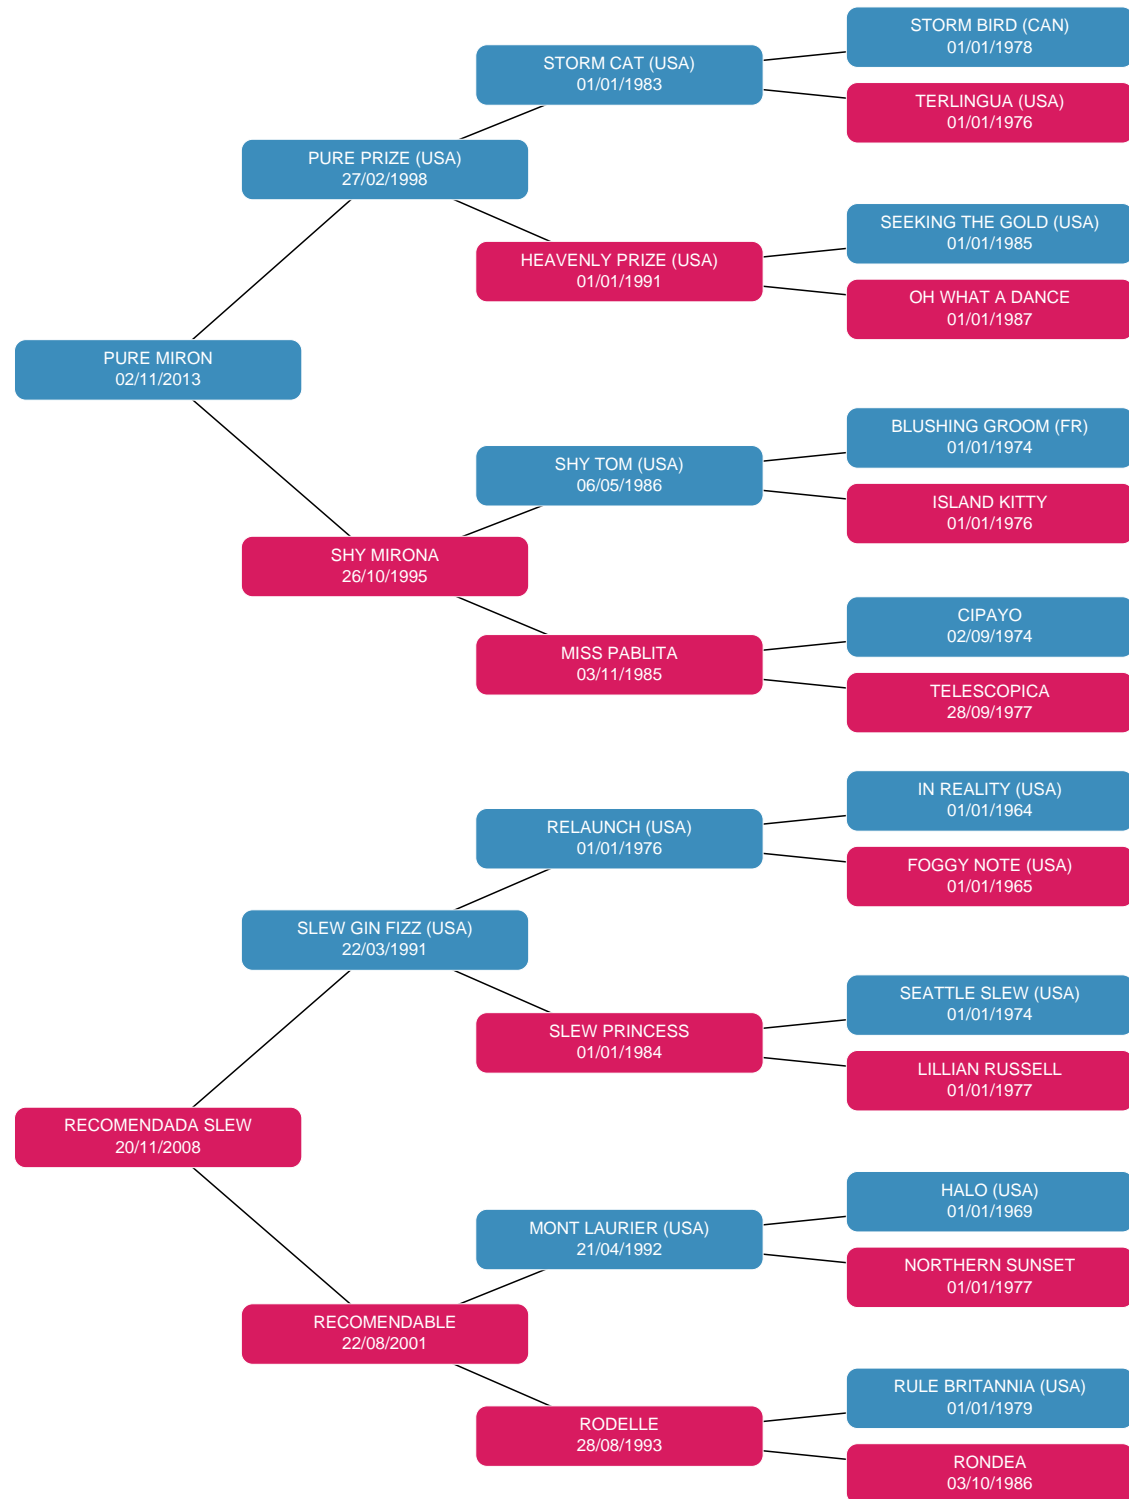 STORM BIRD (CAN)
01/01/1978
STORM CAT (USA)
01/01/1983
TERLINGUA (USA)
01/01/1976
PURE PRIZE (USA)
27/02/1998
SEEKING THE GOLD (USA)
01/01/1985
HEAVENLY PRIZE (USA)
01/01/1991
OH WHAT A DANCE
01/01/1987
PURE MIRON
02/11/2013
BLUSHING GROOM (FR)
01/01/1974
SHY TOM (USA)
06/05/1986
ISLAND KITTY
01/01/1976
SHY MIRONA
26/10/1995
CIPAYO
02/09/1974
MISS PABLITA
03/11/1985
TELESCOPICA
28/09/1977
IN REALITY (USA)
01/01/1964
RELAUNCH (USA)
01/01/1976
FOGGY NOTE (USA)
01/01/1965
SLEW GIN FIZZ (USA)
22/03/1991
SEATTLE SLEW (USA)
01/01/1974
SLEW PRINCESS
01/01/1984
LILLIAN RUSSELL
01/01/1977
RECOMENDADA SLEW
20/11/2008
HALO (USA)
01/01/1969
MONT LAURIER (USA)
21/04/1992
NORTHERN SUNSET
01/01/1977
RECOMENDABLE
22/08/2001
RULE BRITANNIA (USA)
01/01/1979
RODELLE
28/08/1993
RONDEA
03/10/1986